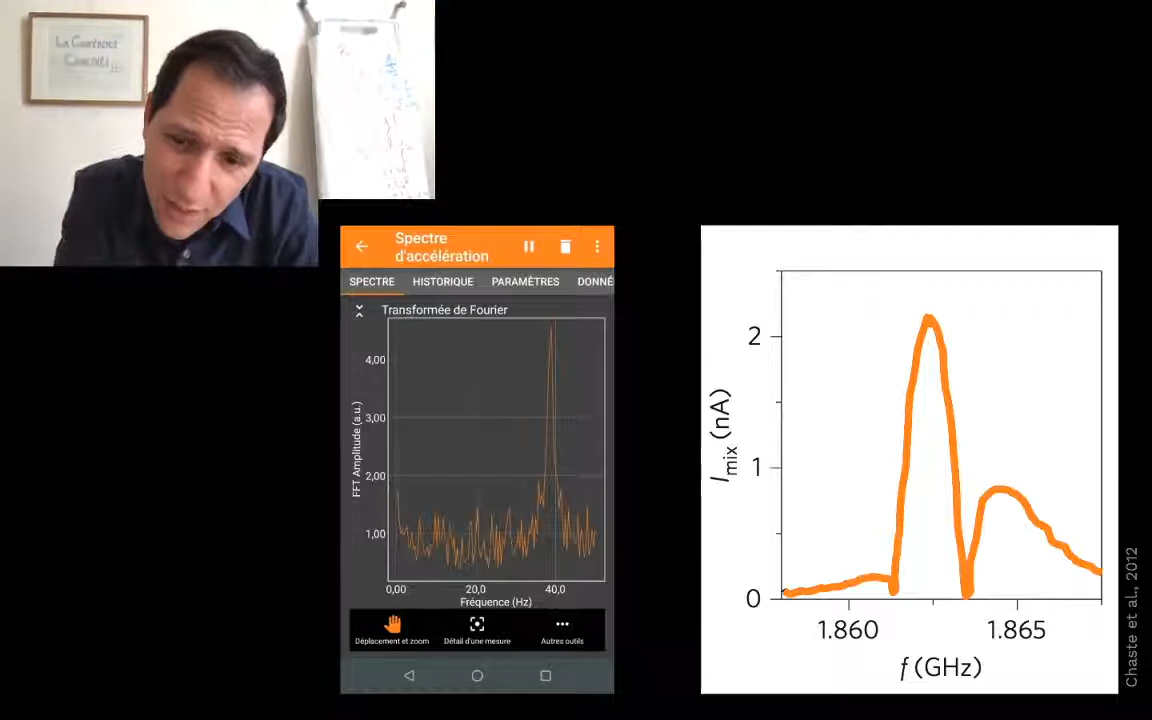 La Conférence
Spectre
d'accélération
SPECTRE HISTORIQUE PARAMÈTRES DONNÉ
Transformée de Fourier
FFT Amplitude (a.u.)
4,00
3,00
2,00
1,00
0,00 20,0 40,0
Fréquence (Hz)
Déplacement et zoom Détail d'une mesure Autres outils
I_mix (nA)
2
1
0
1.860 1.865
f (GHz)
Chaste et al., 2012